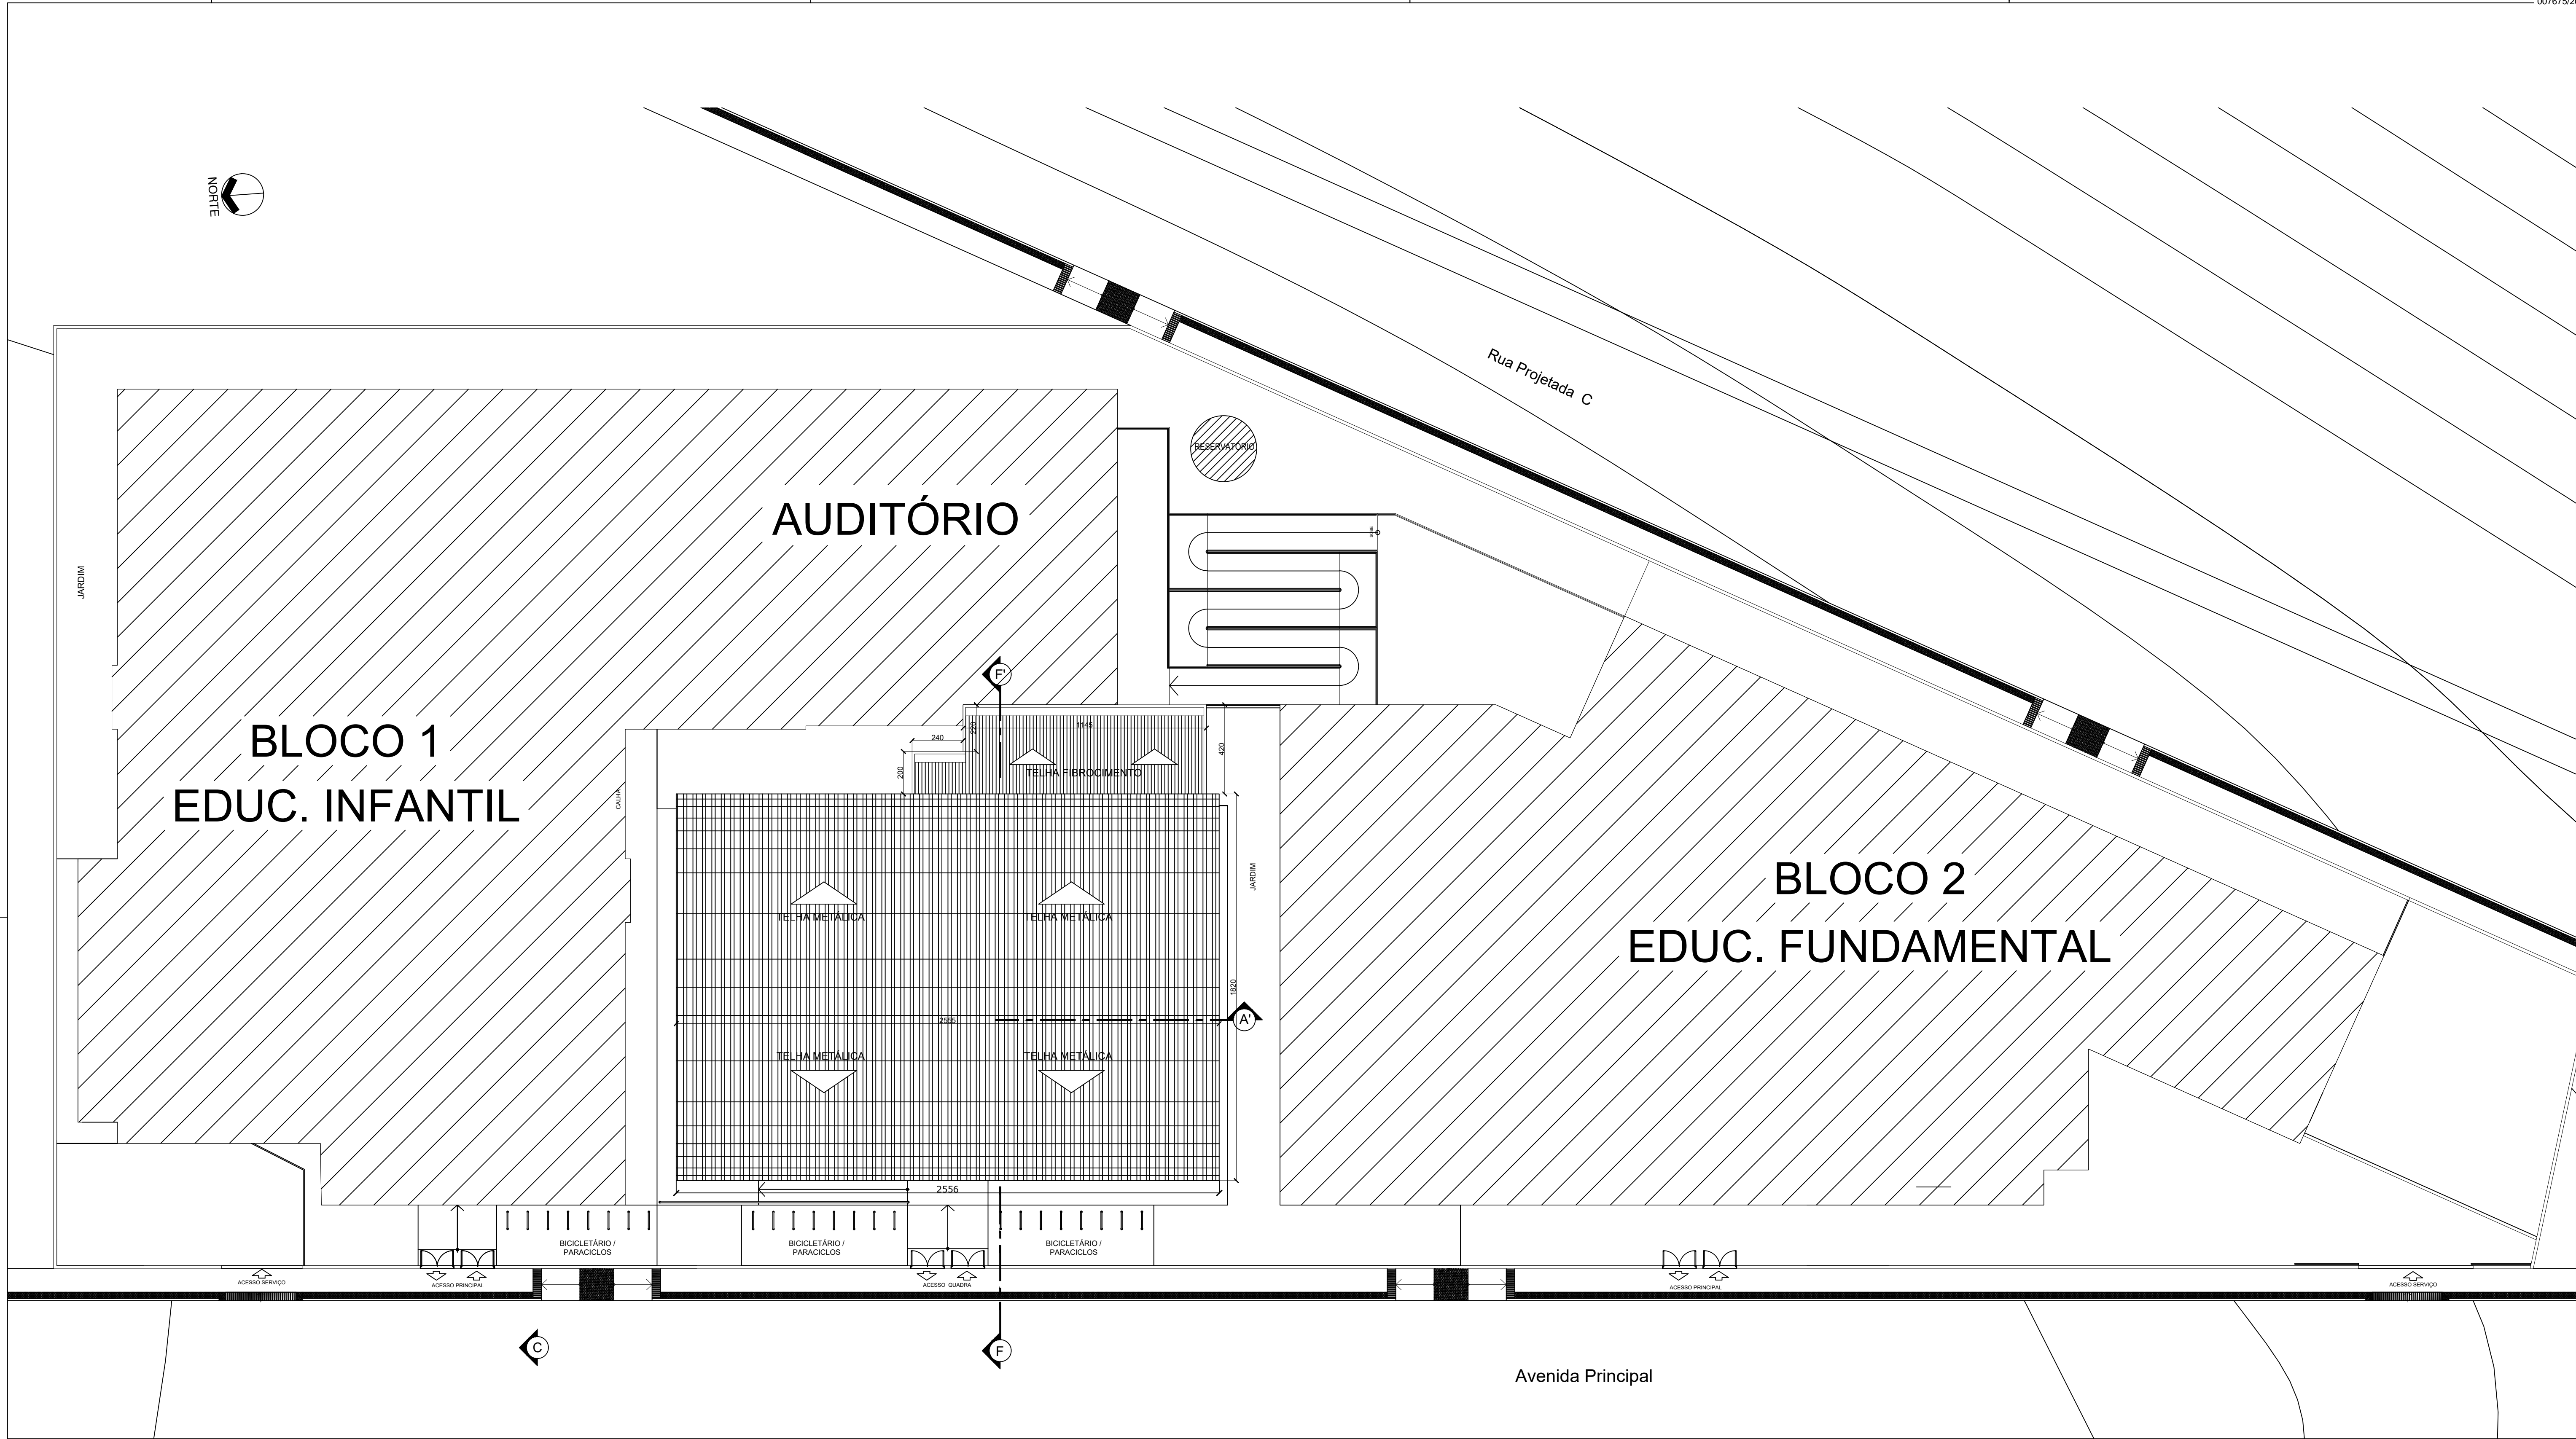 NORTE
Rua Projetada C
RESERVATÓRIO
AUDITÓRIO
SOBE
JARDIM
F'
BLOCO 1
EDUC. INFANTIL
CALHA
240
220
1145
200
420
TELHA FIBROCIMENTO
JARDIM
BLOCO 2
EDUC. FUNDAMENTAL
TELHA METÁLICA
TELHA METÁLICA
1820
2555
A'
TELHA METÁLICA
TELHA METÁLICA
2556
BICICLETÁRIO /
PARACICLOS
BICICLETÁRIO /
PARACICLOS
BICICLETÁRIO /
PARACICLOS
ACESSO SERVIÇO
ACESSO PRINCIPAL
ACESSO QUADRA
ACESSO PRINCIPAL
ACESSO SERVIÇO
C
F
Avenida Principal